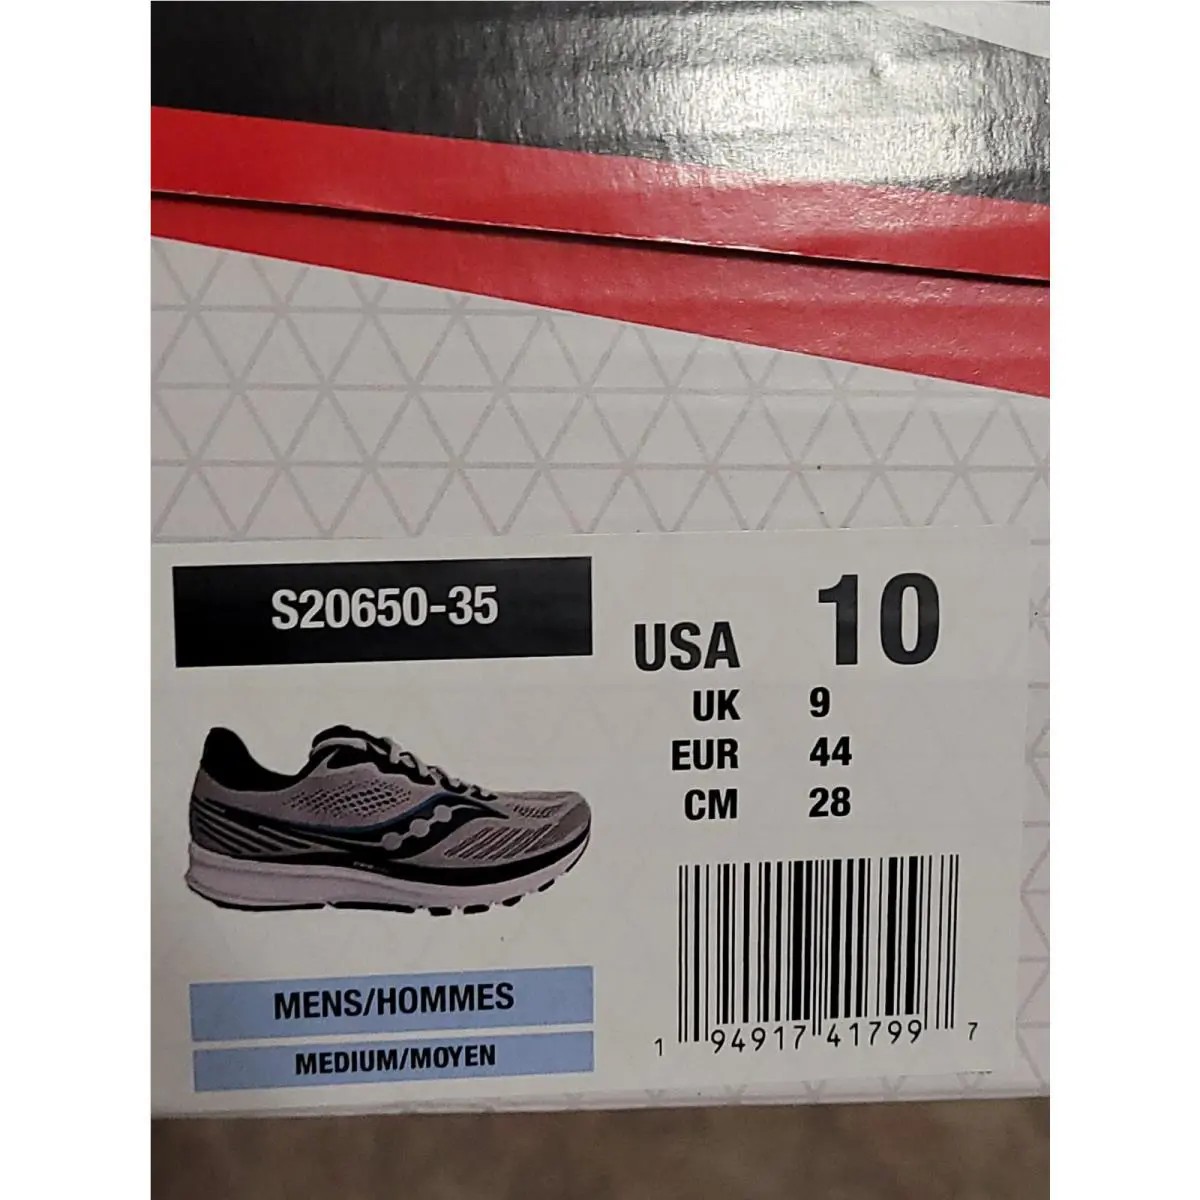 S20650-35
USA 10
UK 9
EUR 44
CM 28
MENS/HOMMES
MEDIUM/MOYEN
1 94917 41799 7